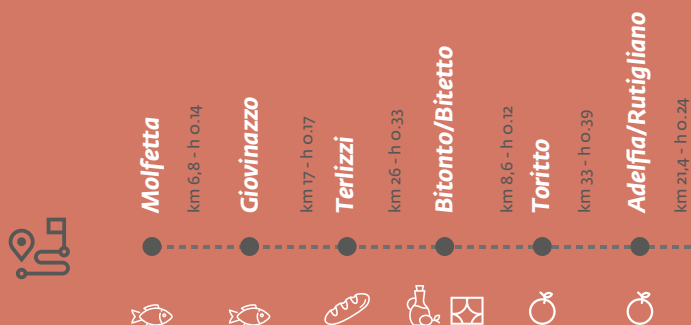 Molfetta
km 6,8 - h 0.14
Giovinazzo
km 17 - h 0.17
Terlizzi
km 26 - h 0.33
Bitonto/Bitetto
km 8,6 - h 0.12
Toritto
km 33 - h 0.39
Adelfia/Rutigliano
km 21,4 - h 0.24